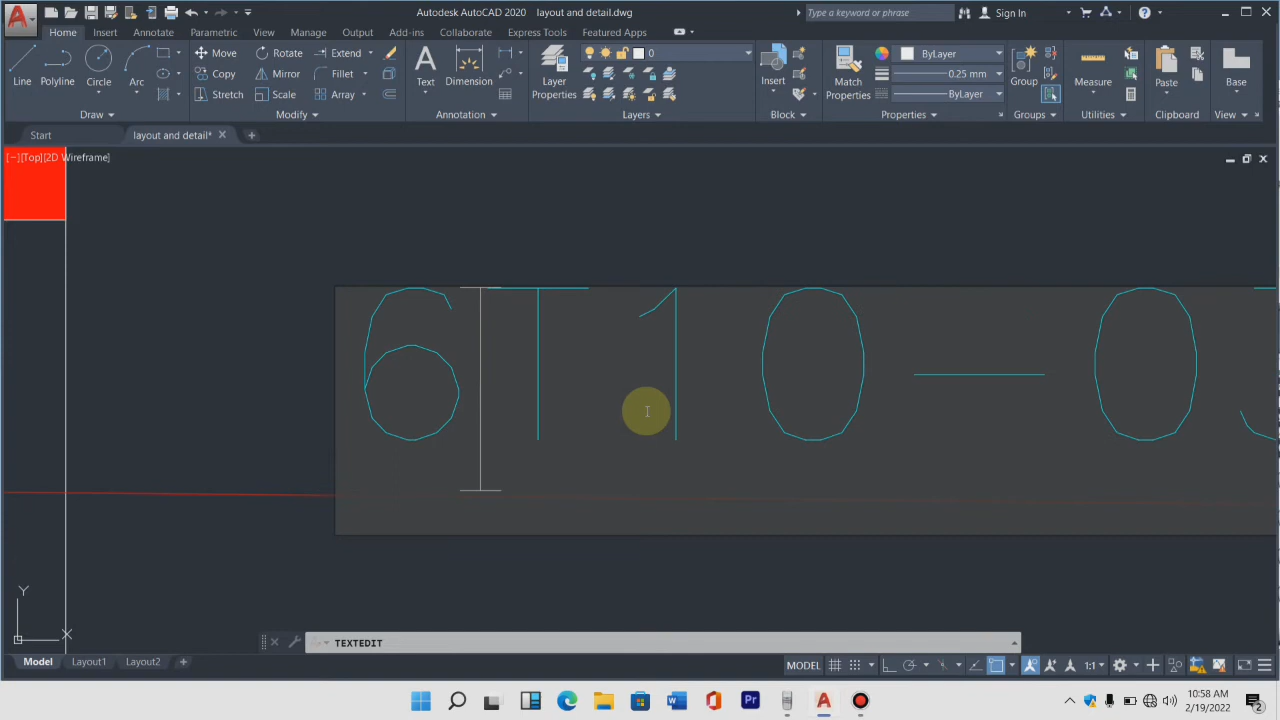 Autodesk AutoCAD 2020 layout and detail.dwg
Type a keyword or phrase
Sign In
Home Insert Annotate Parametric View Manage Output Add-ins Collaborate Express Tools Featured Apps
Line Polyline Circle Arc
Move Rotate Extend
Copy Mirror Fillet
Stretch Scale Array
Text Dimension
Layer Properties
0
Insert
Match Properties
ByLayer
0.25 mm
ByLayer
Group
Measure
Paste
Base
Draw Modify Annotation Layers Block Properties Groups Utilities Clipboard View
Start layout and detail*
[−][Top][2D Wireframe]
6T10—0
Y
X
TEXTEDIT
Model Layout1 Layout2
MODEL
1:1
W
Pr
A
10:58 AM
2/19/2022
2